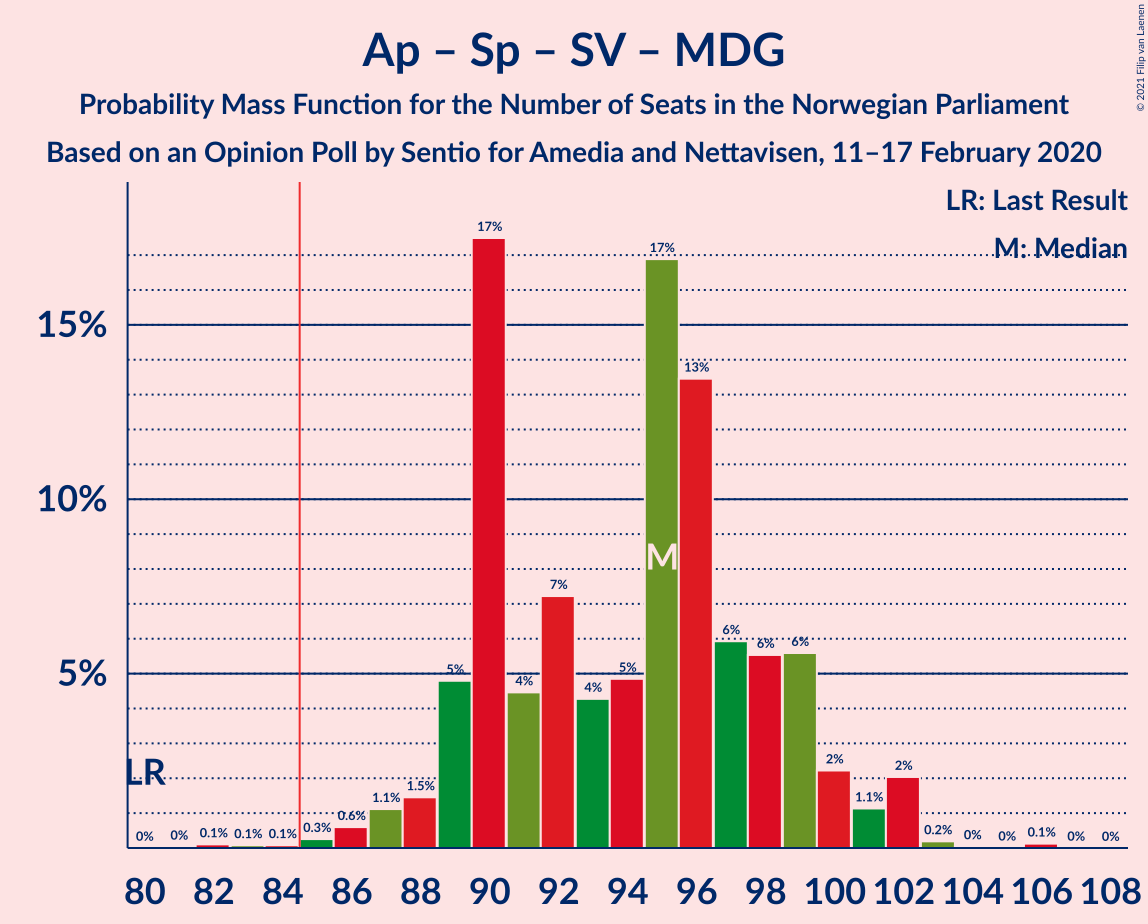 Ap – Sp – SV – MDG
Probability Mass Function for the Number of Seats in the Norwegian Parliament
Based on an Opinion Poll by Sentio for Amedia and Nettavisen, 11–17 February 2020
© 2021 Filip van Laenen
LR: Last Result
M: Median
15%
10%
5%
LR
M
0% 0% 0.1% 0.1% 0.1% 0.3% 0.6% 1.1% 1.5% 5% 17% 4% 7% 4% 5% 17% 13% 6% 6% 6% 2% 1.1% 2% 0.2% 0% 0% 0.1% 0% 0%
80 82 84 86 88 90 92 94 96 98 100 102 104 106 108